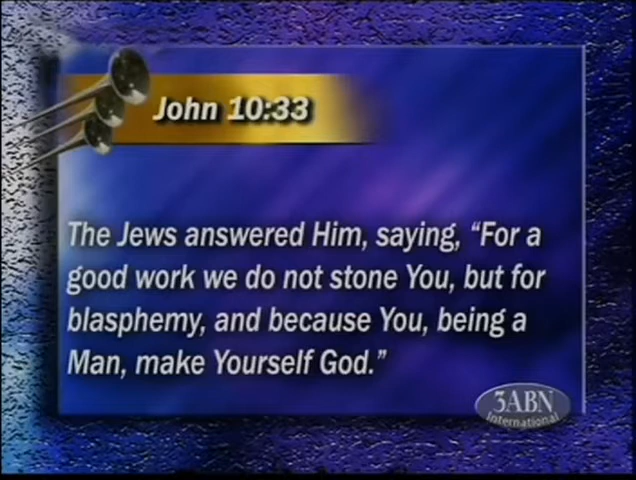 John 10:33
The Jews answered Him, saying, “For a
good work we do not stone You, but for
blasphemy, and because You, being a
Man, make Yourself God.”
3ABN
International